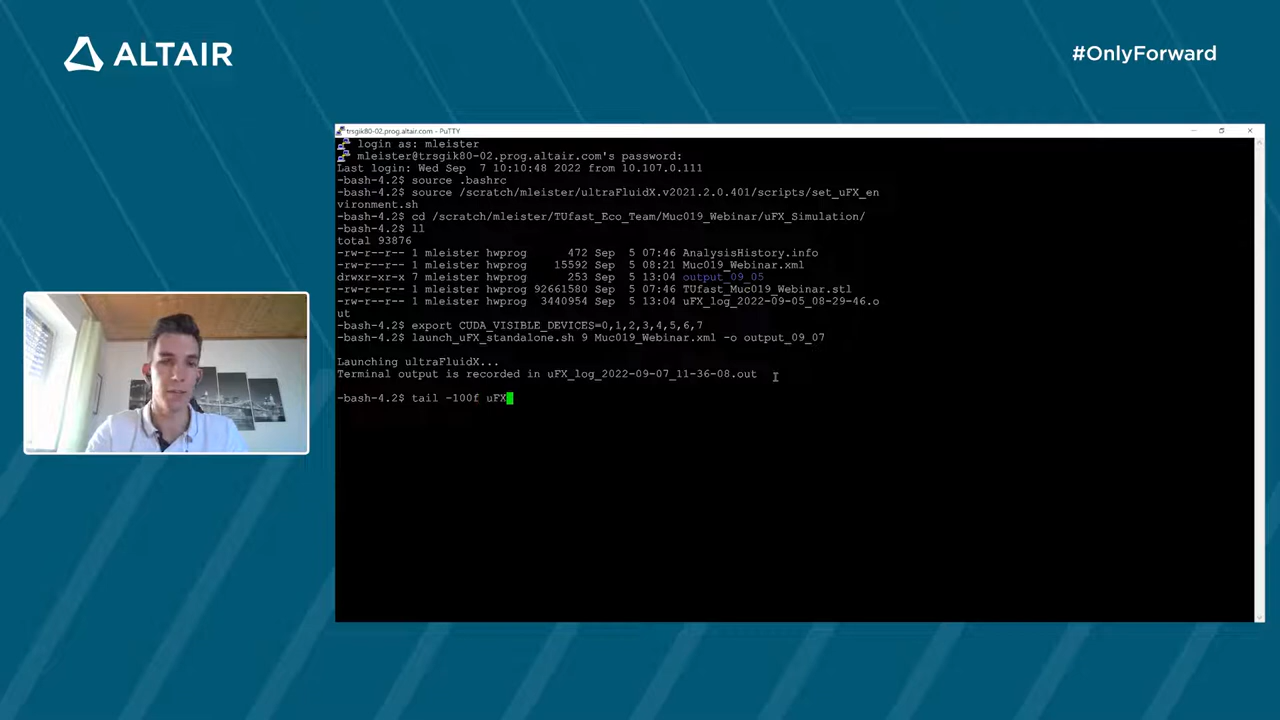 ALTAIR
#OnlyForward
trsgik80-02.prog.altair.com - PuTTY
login as: mleister
mleister@trsgik80-02.prog.altair.com's password:
Last login: Wed Sep  7 10:10:48 2022 from 10.107.0.111
-bash-4.2$ source .bashrc
-bash-4.2$ source /scratch/mleister/ultraFluidX.v2021.2.0.401/scripts/set_uFX_en
vironment.sh
-bash-4.2$ cd /scratch/mleister/TUfast_Eco_Team/Muc019_Webinar/uFX_Simulation/
-bash-4.2$ ll
total 93876
-rw-r--r-- 1 mleister hwprog      472 Sep  5 07:46 AnalysisHistory.info
-rw-r--r-- 1 mleister hwprog    15592 Sep  5 08:21 Muc019_Webinar.xml
drwxr-xr-x 7 mleister hwprog      253 Sep  5 13:04 output_09_05
-rw-r--r-- 1 mleister hwprog 92661580 Sep  5 07:46 TUfast_Muc019_Webinar.stl
-rw-r--r-- 1 mleister hwprog  3440954 Sep  5 13:04 uFX_log_2022-09-05_08-29-46.o
ut
-bash-4.2$ export CUDA_VISIBLE_DEVICES=0,1,2,3,4,5,6,7
-bash-4.2$ launch_uFX_standalone.sh 9 Muc019_Webinar.xml -o output_09_07
Launching ultraFluidX...
Terminal output is recorded in uFX_log_2022-09-07_11-36-08.out
-bash-4.2$ tail -100f uFX